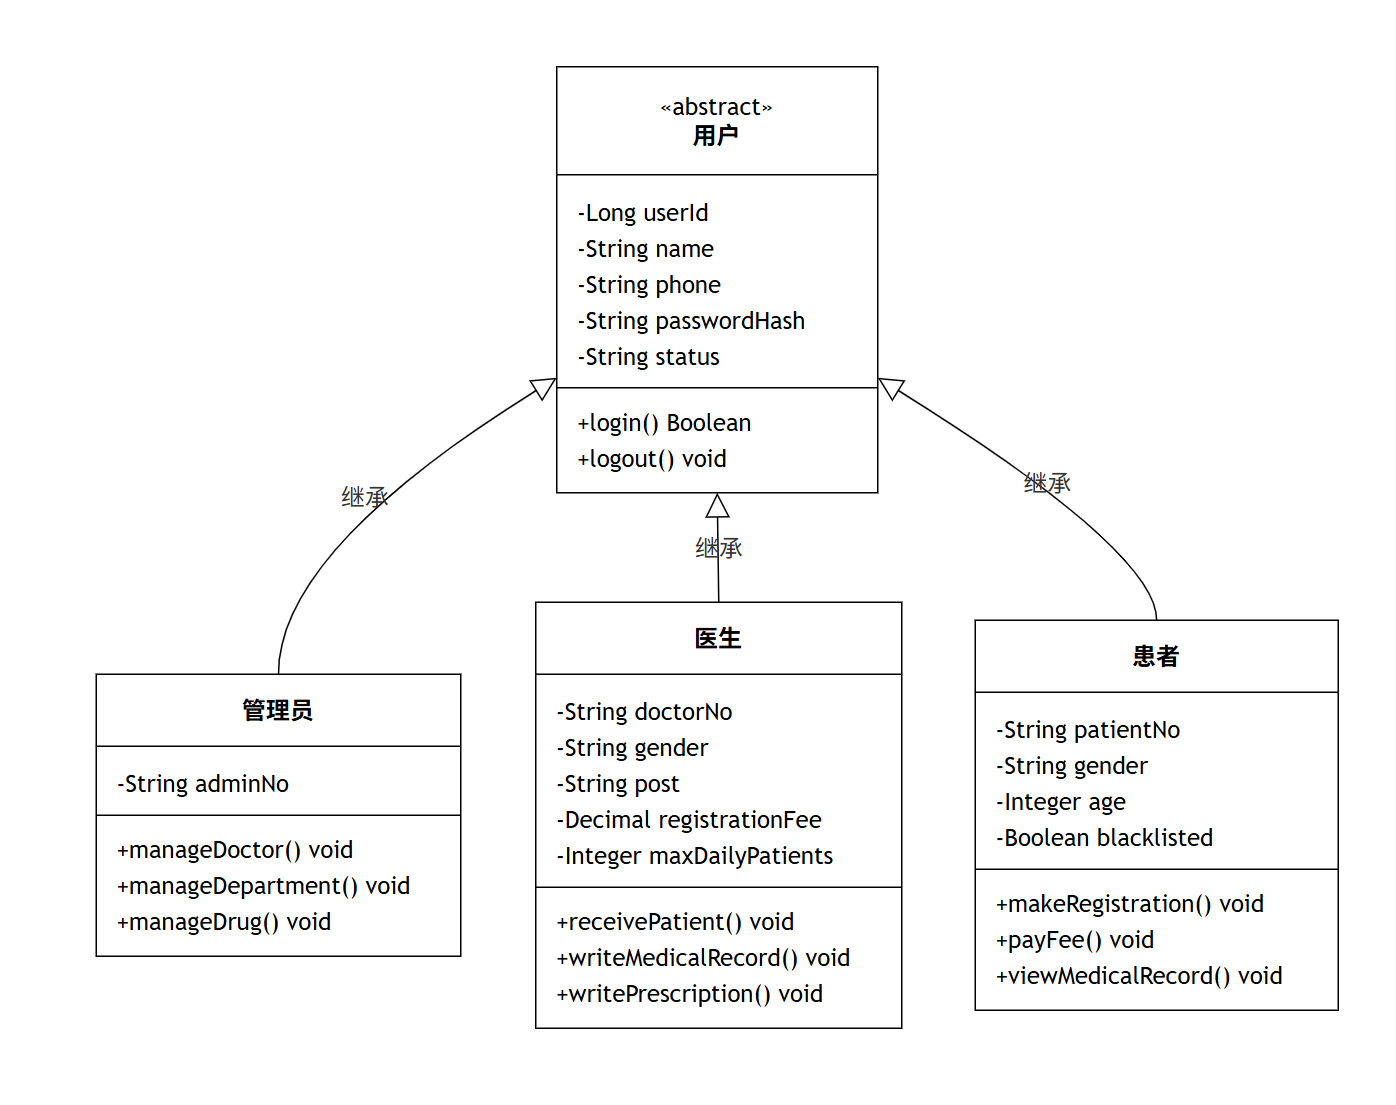 «abstract»
用户
-Long userId
-String name
-String phone
-String passwordHash
-String status
+login() Boolean
+logout() void
继承
继承
继承
管理员
-String adminNo
+manageDoctor() void
+manageDepartment() void
+manageDrug() void
医生
-String doctorNo
-String gender
-String post
-Decimal registrationFee
-Integer maxDailyPatients
+receivePatient() void
+writeMedicalRecord() void
+writePrescription() void
患者
-String patientNo
-String gender
-Integer age
-Boolean blacklisted
+makeRegistration() void
+payFee() void
+viewMedicalRecord() void